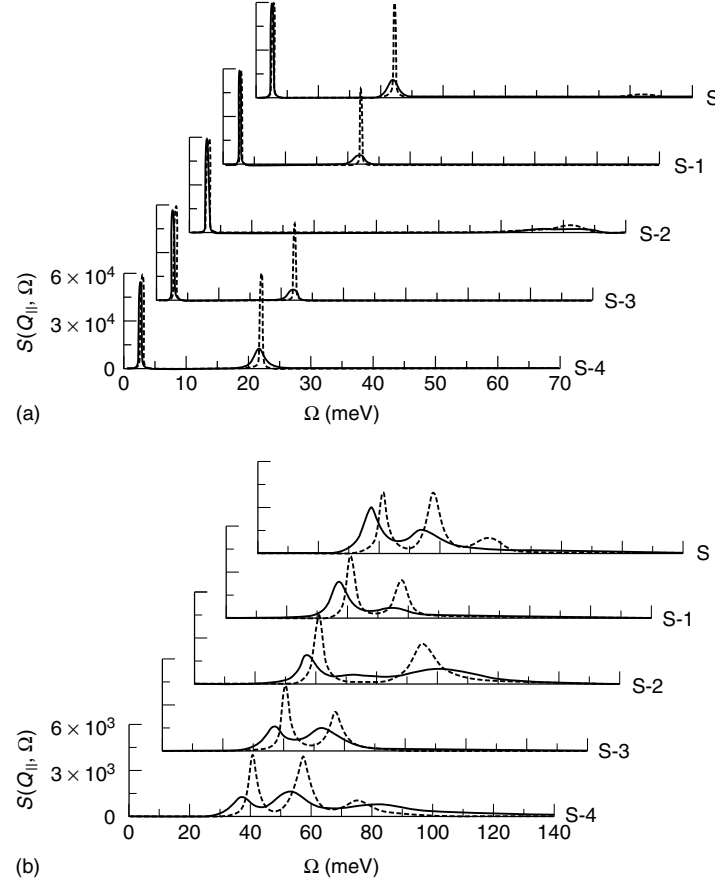 S
S-1
S-2
S-3
S-4
6 × 10⁴
3 × 10⁴
0
S(Q||, Ω)
0 10 20 30 40 50 60 70
(a)
Ω (meV)
S
S-1
S-2
S-3
S-4
6 × 10³
3 × 10³
0
S(Q||, Ω)
0 20 40 60 80 100 120 140
(b)
Ω (meV)